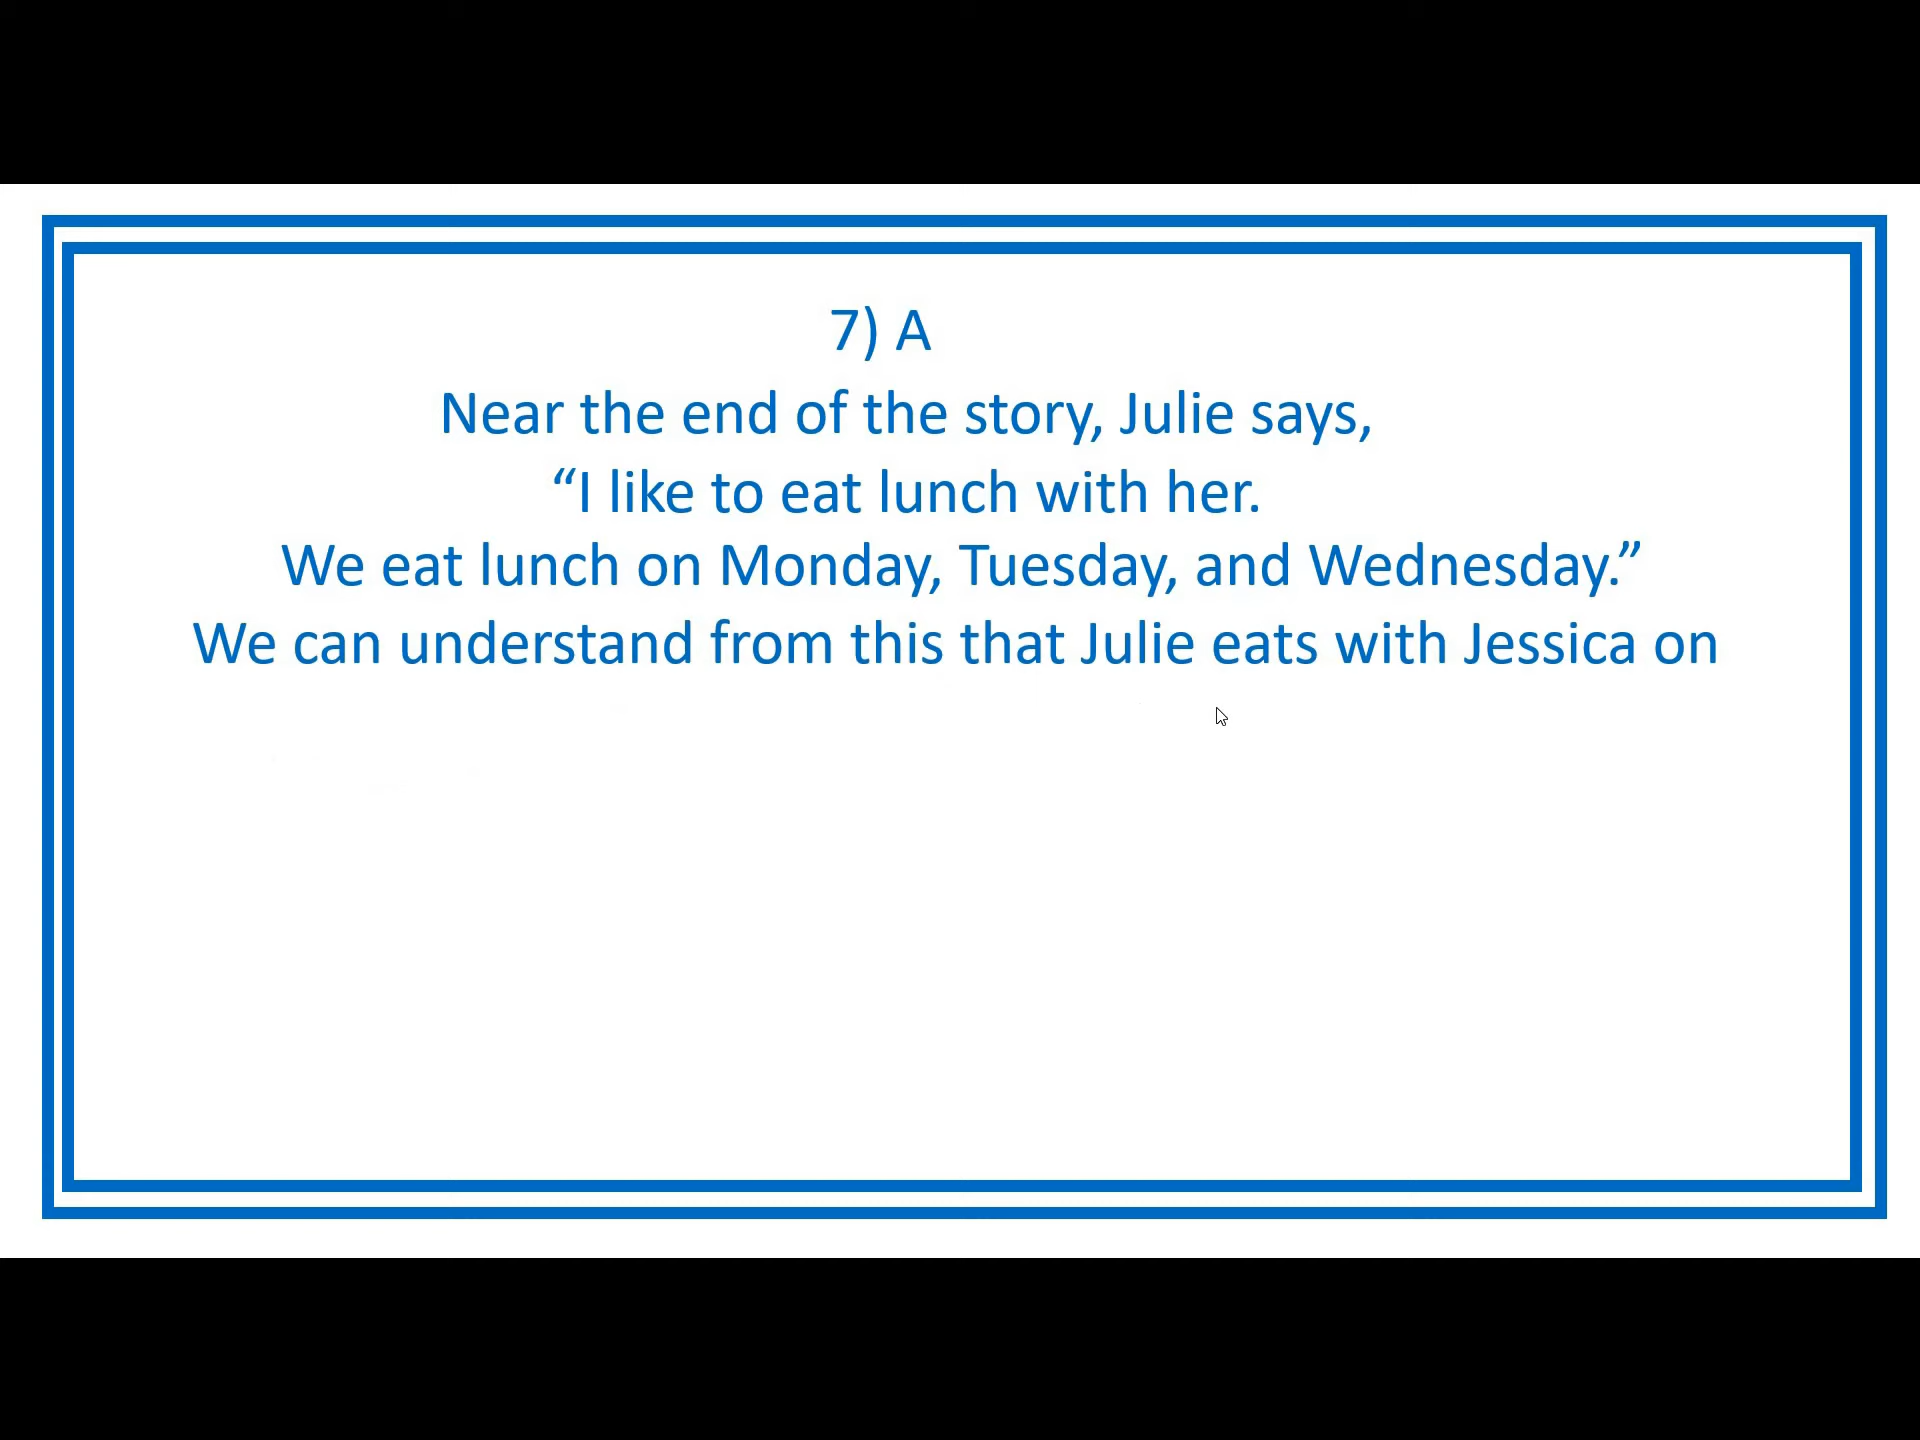 7) A
Near the end of the story, Julie says,
“I like to eat lunch with her.
We eat lunch on Monday, Tuesday, and Wednesday.”
We can understand from this that Julie eats with Jessica on